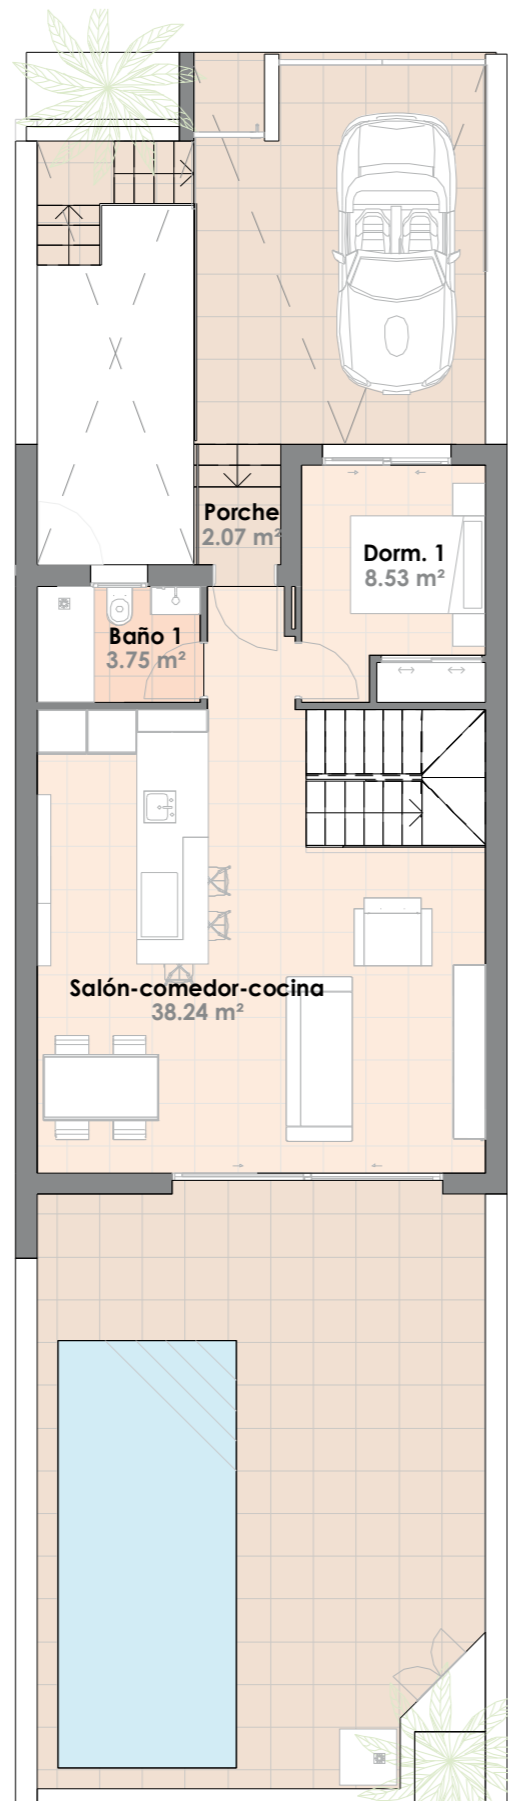 Porche
2.07 m²
Dorm. 1
8.53 m²
Baño 1
3.75 m²
Salón-comedor-cocina
38.24 m²